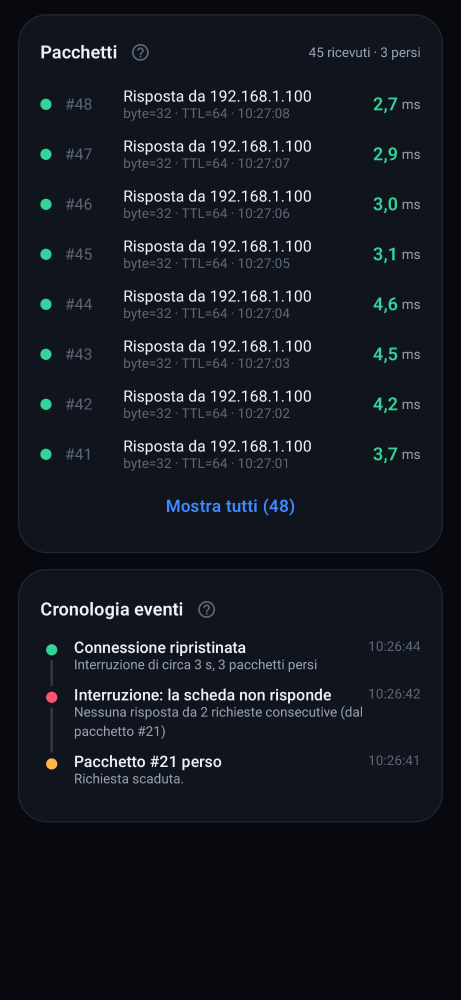 Pacchetti
45 ricevuti · 3 persi
#48 Risposta da 192.168.1.100 2,7 ms
byte=32 · TTL=64 · 10:27:08
#47 Risposta da 192.168.1.100 2,9 ms
byte=32 · TTL=64 · 10:27:07
#46 Risposta da 192.168.1.100 3,0 ms
byte=32 · TTL=64 · 10:27:06
#45 Risposta da 192.168.1.100 3,1 ms
byte=32 · TTL=64 · 10:27:05
#44 Risposta da 192.168.1.100 4,6 ms
byte=32 · TTL=64 · 10:27:04
#43 Risposta da 192.168.1.100 4,5 ms
byte=32 · TTL=64 · 10:27:03
#42 Risposta da 192.168.1.100 4,2 ms
byte=32 · TTL=64 · 10:27:02
#41 Risposta da 192.168.1.100 3,7 ms
byte=32 · TTL=64 · 10:27:01
Mostra tutti (48)
Cronologia eventi
Connessione ripristinata 10:26:44
Interruzione di circa 3 s, 3 pacchetti persi
Interruzione: la scheda non risponde 10:26:42
Nessuna risposta da 2 richieste consecutive (dal
pacchetto #21)
Pacchetto #21 perso 10:26:41
Richiesta scaduta.